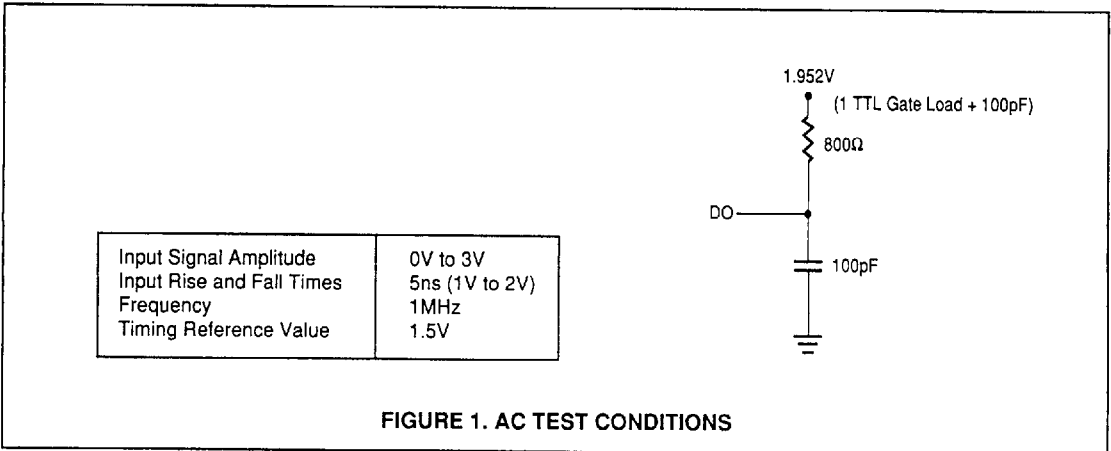 1.952V
(1 TTL Gate Load + 100pF)
800Ω
DO
100pF
Input Signal Amplitude 0V to 3V
Input Rise and Fall Times 5ns (1V to 2V)
Frequency 1MHz
Timing Reference Value 1.5V
FIGURE 1. AC TEST CONDITIONS